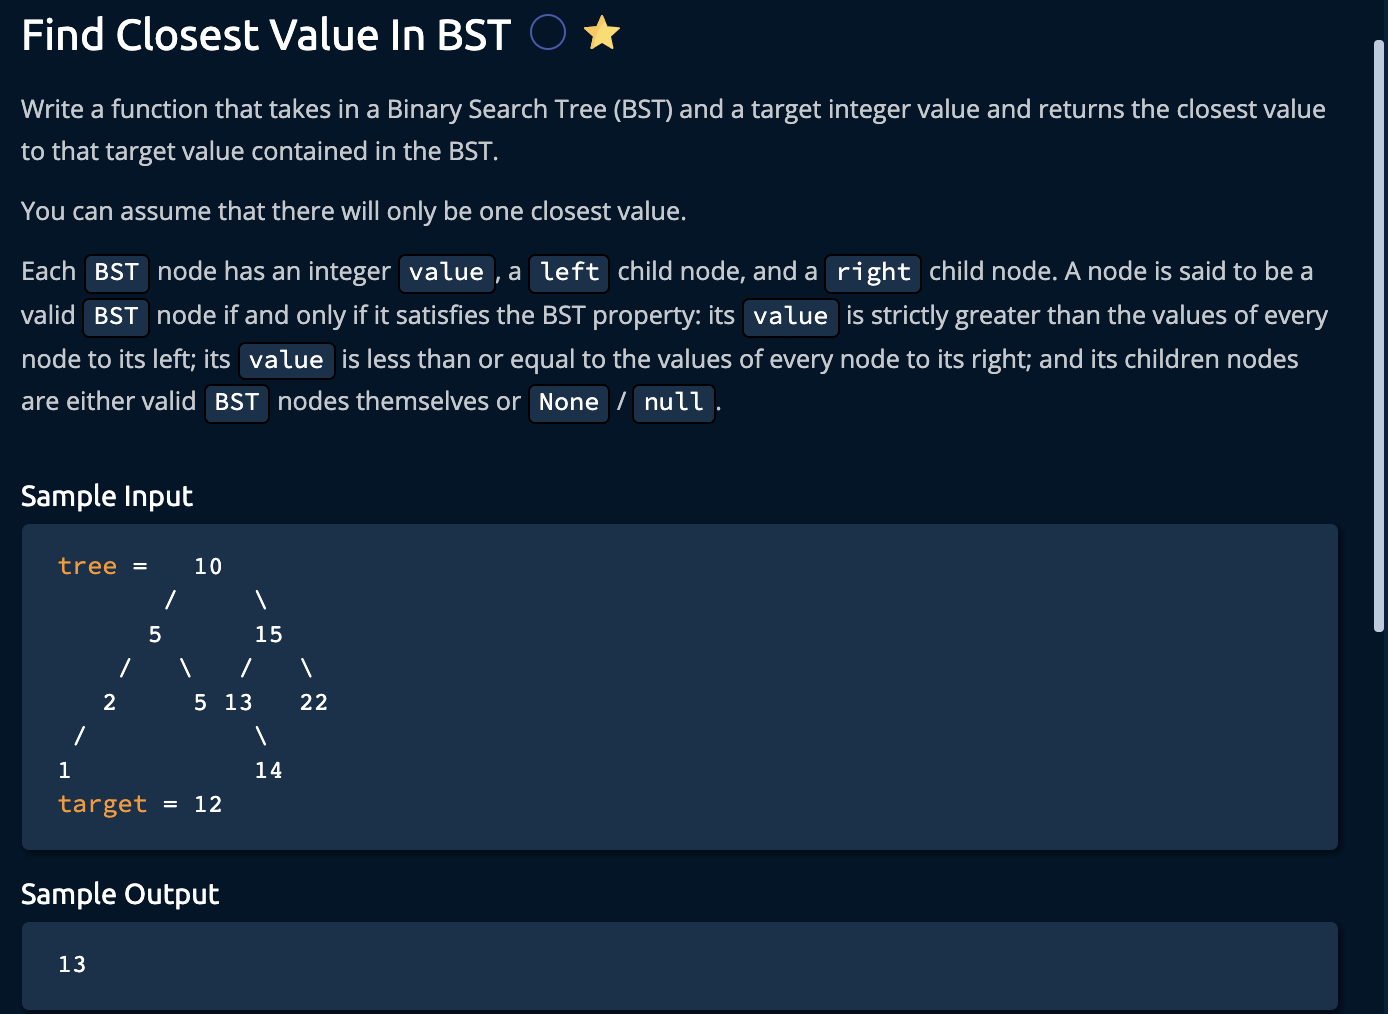 Find Closest Value In BST
Write a function that takes in a Binary Search Tree (BST) and a target integer value and returns the closest value
to that target value contained in the BST.
You can assume that there will only be one closest value.
Each BST node has an integer value, a left child node, and a right child node. A node is said to be a
valid BST node if and only if it satisfies the BST property: its value is strictly greater than the values of every
node to its left; its value is less than or equal to the values of every node to its right; and its children nodes
are either valid BST nodes themselves or None / null.
Sample Input
tree =   10
       /     \
      5      15
    /   \   /   \
   2     5 13   22
 /           \
1            14
target = 12
Sample Output
13